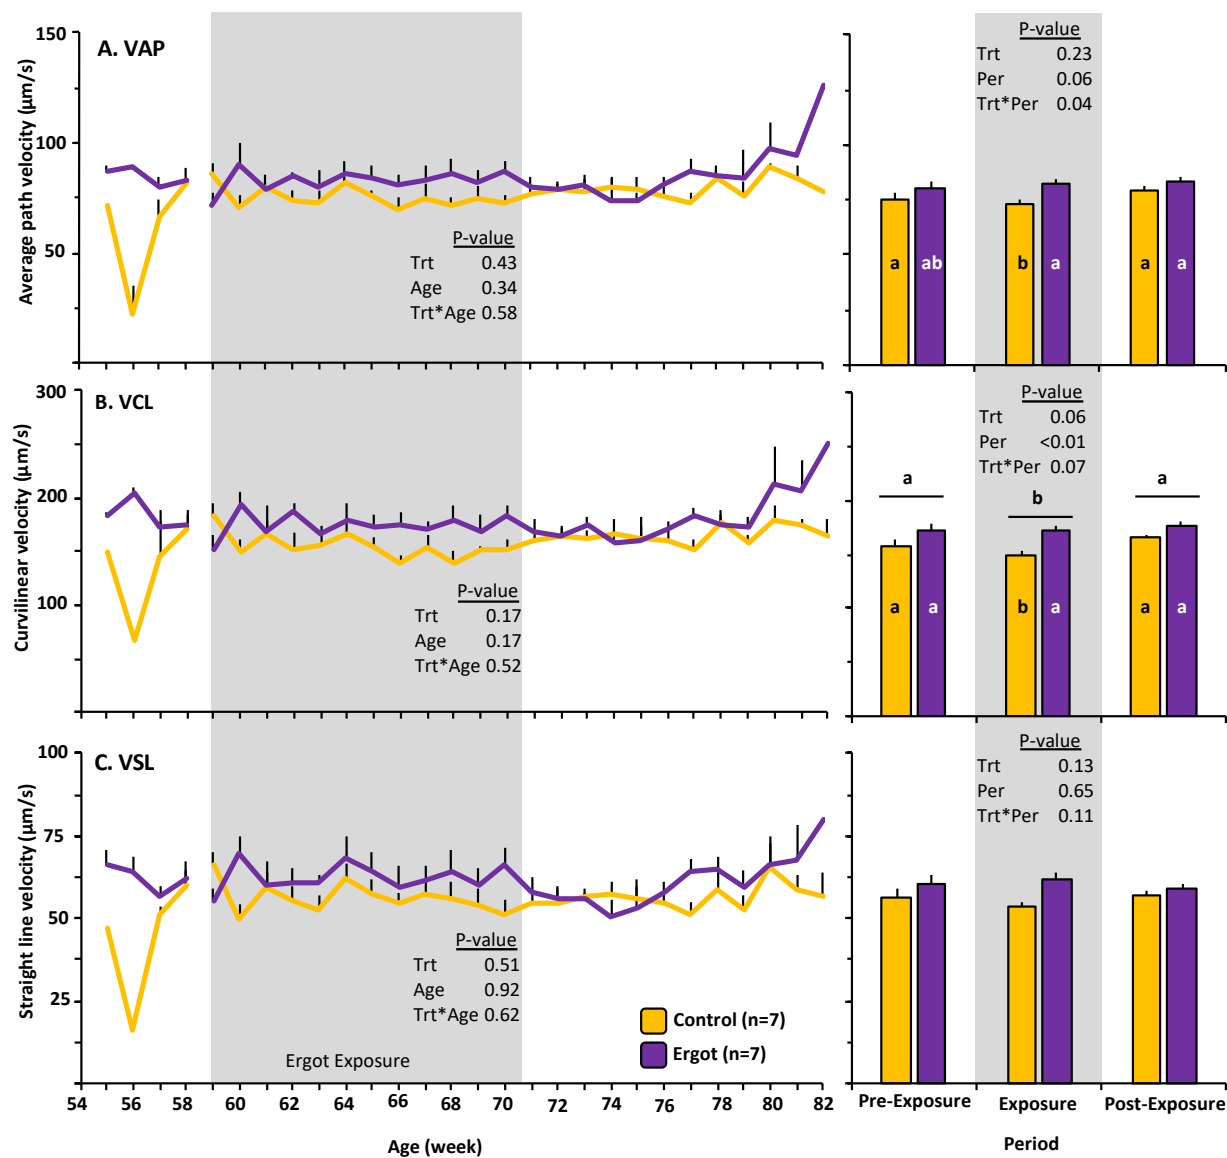 A. VAP
Average path velocity (µm/s)
150
100
50
P-value
Trt 0.43
Age 0.34
Trt*Age 0.58
P-value
Trt 0.23
Per 0.06
Trt*Per 0.04
a ab b a a a
B. VCL
Curvilinear velocity (µm/s)
300
200
100
P-value
Trt 0.17
Age 0.17
Trt*Age 0.52
P-value
Trt 0.06
Per <0.01
Trt*Per 0.07
a b a
a a b a a a
C. VSL
Straight line velocity (µm/s)
100
75
50
25
P-value
Trt 0.51
Age 0.92
Trt*Age 0.62
Control (n=7)
Ergot (n=7)
Ergot Exposure
P-value
Trt 0.13
Per 0.65
Trt*Per 0.11
54 56 58 60 62 64 66 68 70 72 74 76 78 80 82
Age (week)
Pre-Exposure Exposure Post-Exposure
Period